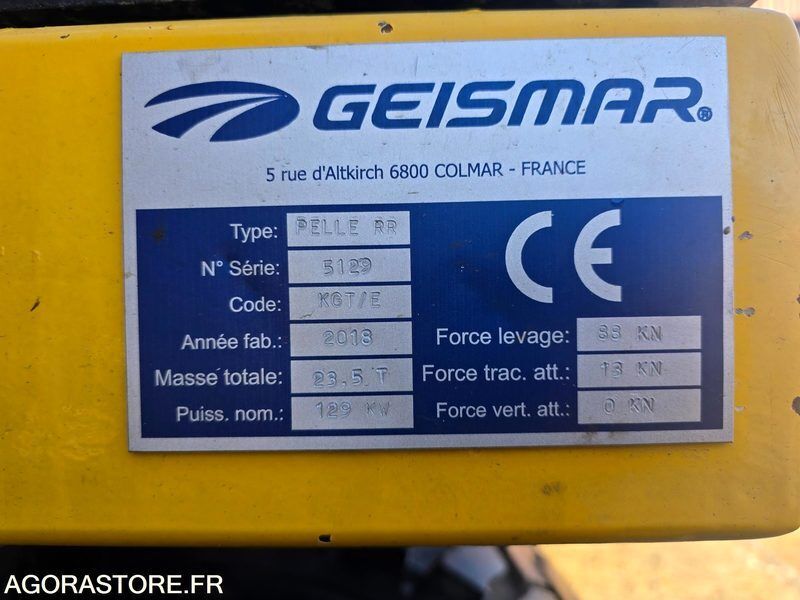 GEISMAR®
5 rue d'Altkirch 6800 COLMAR - FRANCE
Type: PELLE RR
N° Série: 5129
Code: KGT/E
Année fab.: 2018
Masse totale: 23,5 T
Puiss. nom.: 129 KW
CE
Force levage: 88 KN
Force trac. att.: 13 KN
Force vert. att.: 0 KN
AGORASTORE.FR